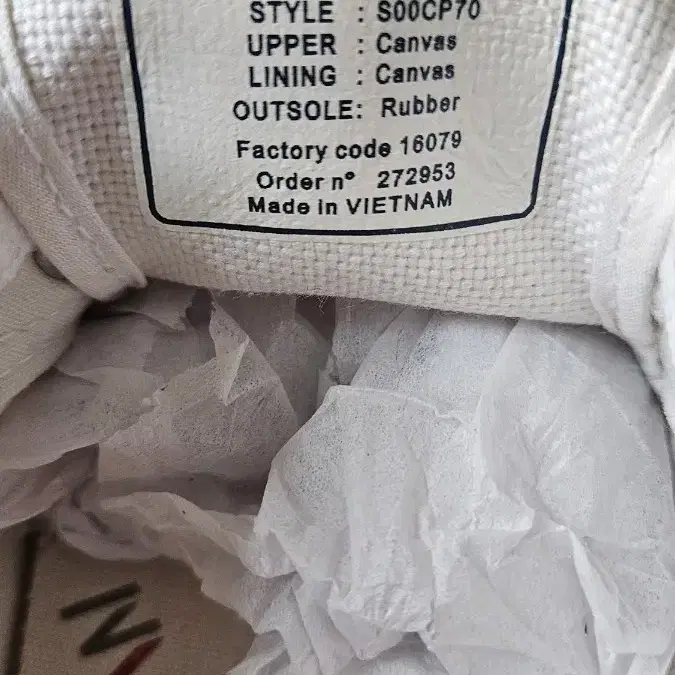 STYLE : S00CP70
UPPER : Canvas
LINING : Canvas
OUTSOLE: Rubber
Factory code 16079
Order n° 272953
Made in VIETNAM